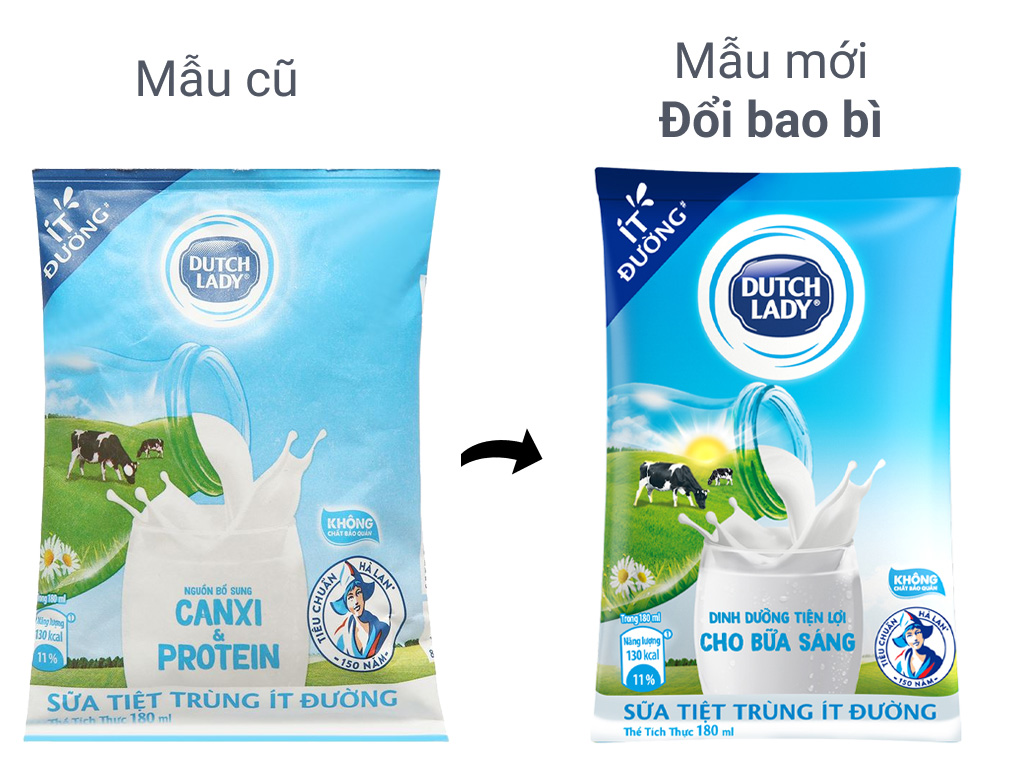 Mẫu cũ
Mẫu mới
Đổi bao bì
ÍT
ĐƯỜNG
DUTCH
LADY®
KHÔNG
CHẤT BẢO QUẢN
NGUỒN BỔ SUNG
CANXI
&
PROTEIN
TIÊU CHUẨN HÀ LAN
- 150 NĂM -
180 ml
Năng lượng
130 kcal
11%
SỮA TIỆT TRÙNG ÍT ĐƯỜNG
Thể Tích Thực 180 ml
ÍT
ĐƯỜNG
DUTCH
LADY®
KHÔNG
CHẤT BẢO QUẢN
DINH DƯỠNG TIỆN LỢI
CHO BỮA SÁNG
TIÊU CHUẨN HÀ LAN
- 150 NĂM -
Trong 180 ml
Năng lượng
130 kcal
11%
SỮA TIỆT TRÙNG ÍT ĐƯỜNG
Thể Tích Thực 180 ml